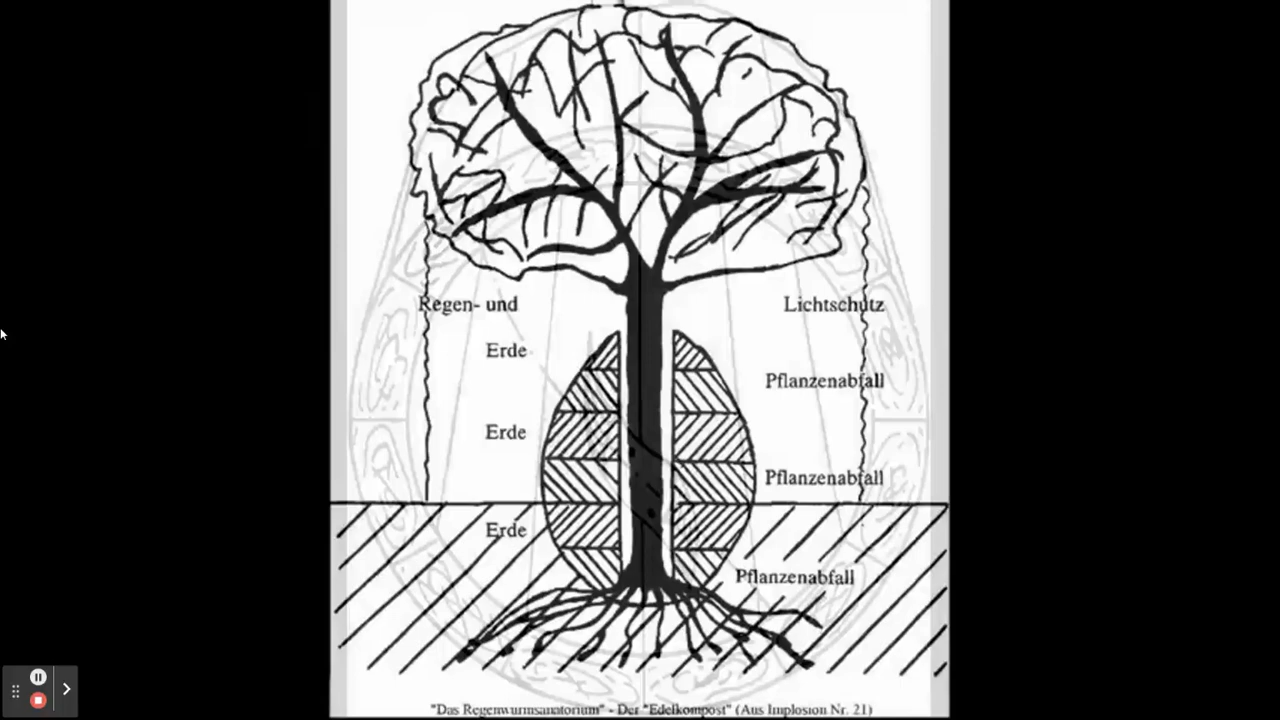 Regen- und Lichtschutz
Erde
Pflanzenabfall
Erde
Pflanzenabfall
Erde
Pflanzenabfall
"Das Regenwurmsanatorium" - Der "Edelkompost" (Aus Implosion Nr. 21)